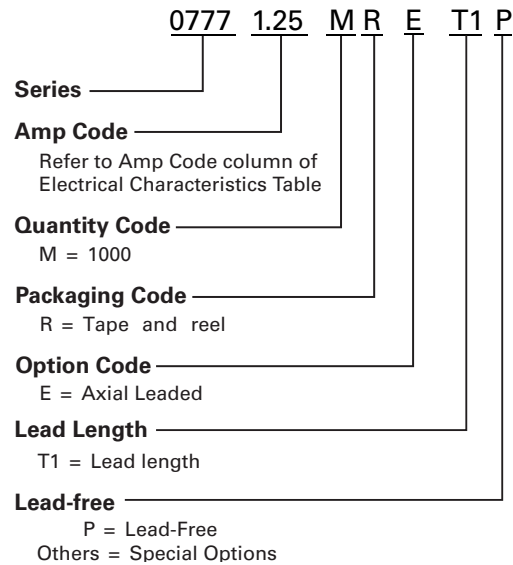 0777 1.25 M R E T1 P
Series
Amp Code
Refer to Amp Code column of
Electrical Characteristics Table
Quantity Code
M = 1000
Packaging Code
R = Tape and reel
Option Code
E = Axial Leaded
Lead Length
T1 = Lead length
Lead-free
P = Lead-Free
Others = Special Options